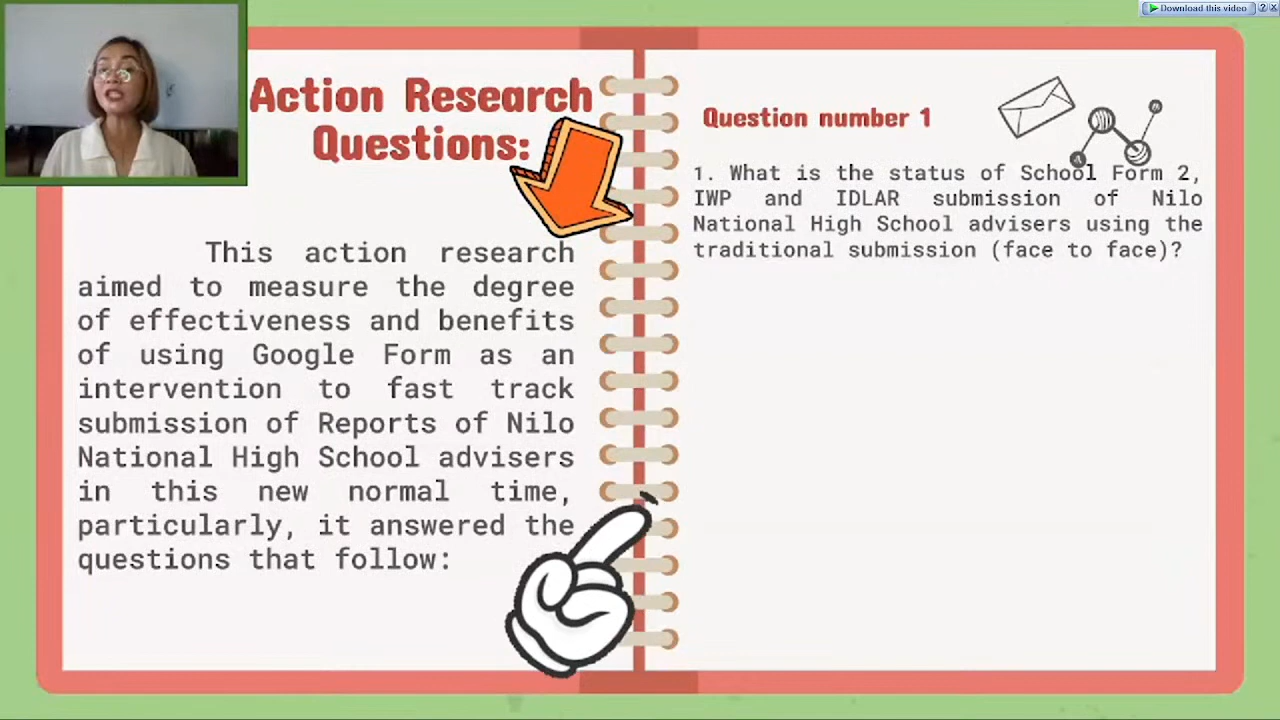 Download this video
Action Research
Questions:
This action research
aimed to measure the degree
of effectiveness and benefits
of using Google Form as an
intervention to fast track
submission of Reports of Nilo
National High School advisers
in this new normal time,
particularly, it answered the
questions that follow:
Question number 1
1. What is the status of School Form 2,
IWP and IDLAR submission of Nilo
National High School advisers using the
traditional submission (face to face)?